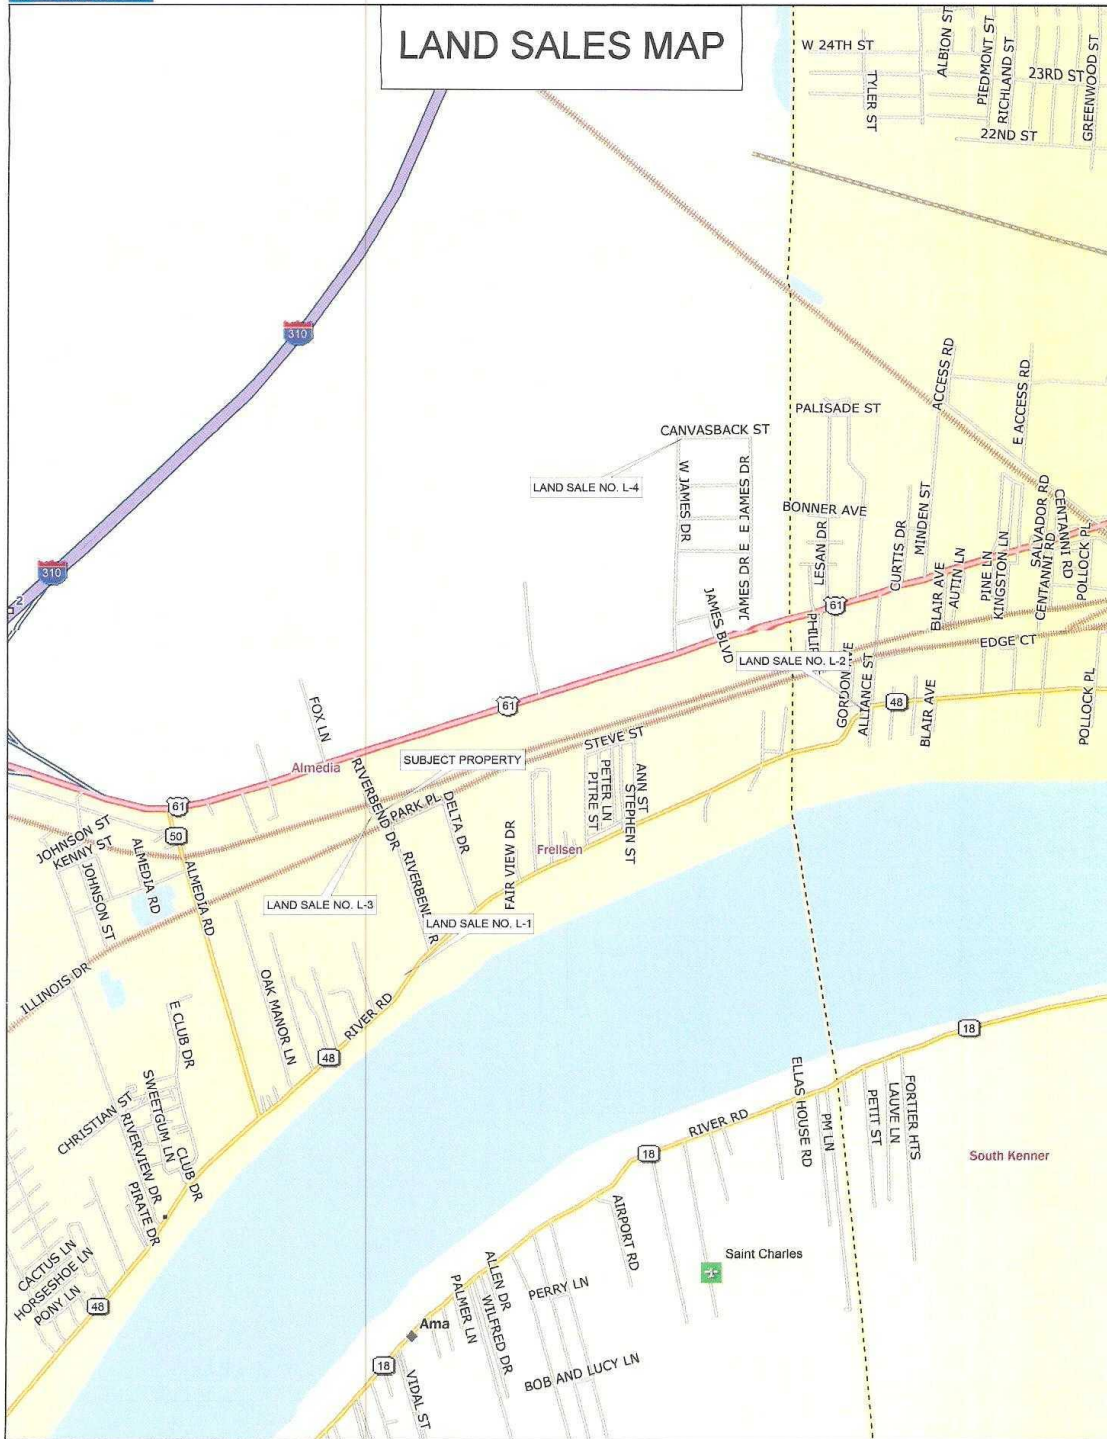 LAND SALES MAP
W 24TH ST
ALBION ST
PIEDMONT ST
RICHLAND ST
23RD ST
GREENWOOD ST
TYLER ST
22ND ST
310
ACCESS RD
E ACCESS RD
PALISADE ST
CANVASBACK ST
LAND SALE NO. L-4
W JAMES DR
E JAMES DR
JAMES DR E
BONNER AVE
LESAN DR
CURTIS DR
MINDEN ST
SALVADOR RD
CENTANNI RD
CENTANNI RD
POLLOCK PL
PINE LN
KINGSTON LN
BLAIR AVE
AUTIN LN
310
2
61
JAMES BLVD
PHILIP
EDGE CT
LAND SALE NO. L-2
GORDON AVE
ALLIANCE ST
48
BLAIR AVE
POLLOCK PL
FOX LN
61
STEVE ST
SUBJECT PROPERTY
Almedia
RIVERBEND DR
PARK PL
DELTA DR
PETER LN
PITRE ST
ANN ST
STEPHEN ST
61
50
JOHNSON ST
KENNY ST
JOHNSON ST
ALMEDIA RD
ALMEDIA RD
FAIR VIEW DR
Frellsen
RIVERBEND DR
LAND SALE NO. L-3
LAND SALE NO. L-1
ILLINOIS DR
OAK MANOR LN
RIVER RD
48
E CLUB DR
18
SWEETGUM LN
CHRISTIAN ST
RIVERVIEW DR
CLUB DR
PIRATE DR
ELLAS HOUSE RD
PM LN
PETIT ST
LAUVE LN
FORTIER HTS
RIVER RD
18
South Kenner
AIRPORT RD
Saint Charles
CACTUS LN
HORSESHOE LN
PONY LN
48
ALLEN DR
PALMER LN
WILFRED DR
PERRY LN
Ama
18
VIDAL ST
BOB AND LUCY LN